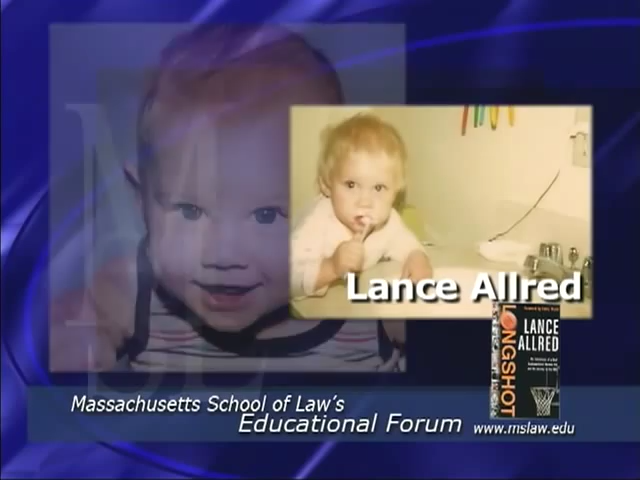 Lance Allred
LONGSHOT
LANCE
ALLRED
Massachusetts School of Law's
Educational Forum
www.mslaw.edu